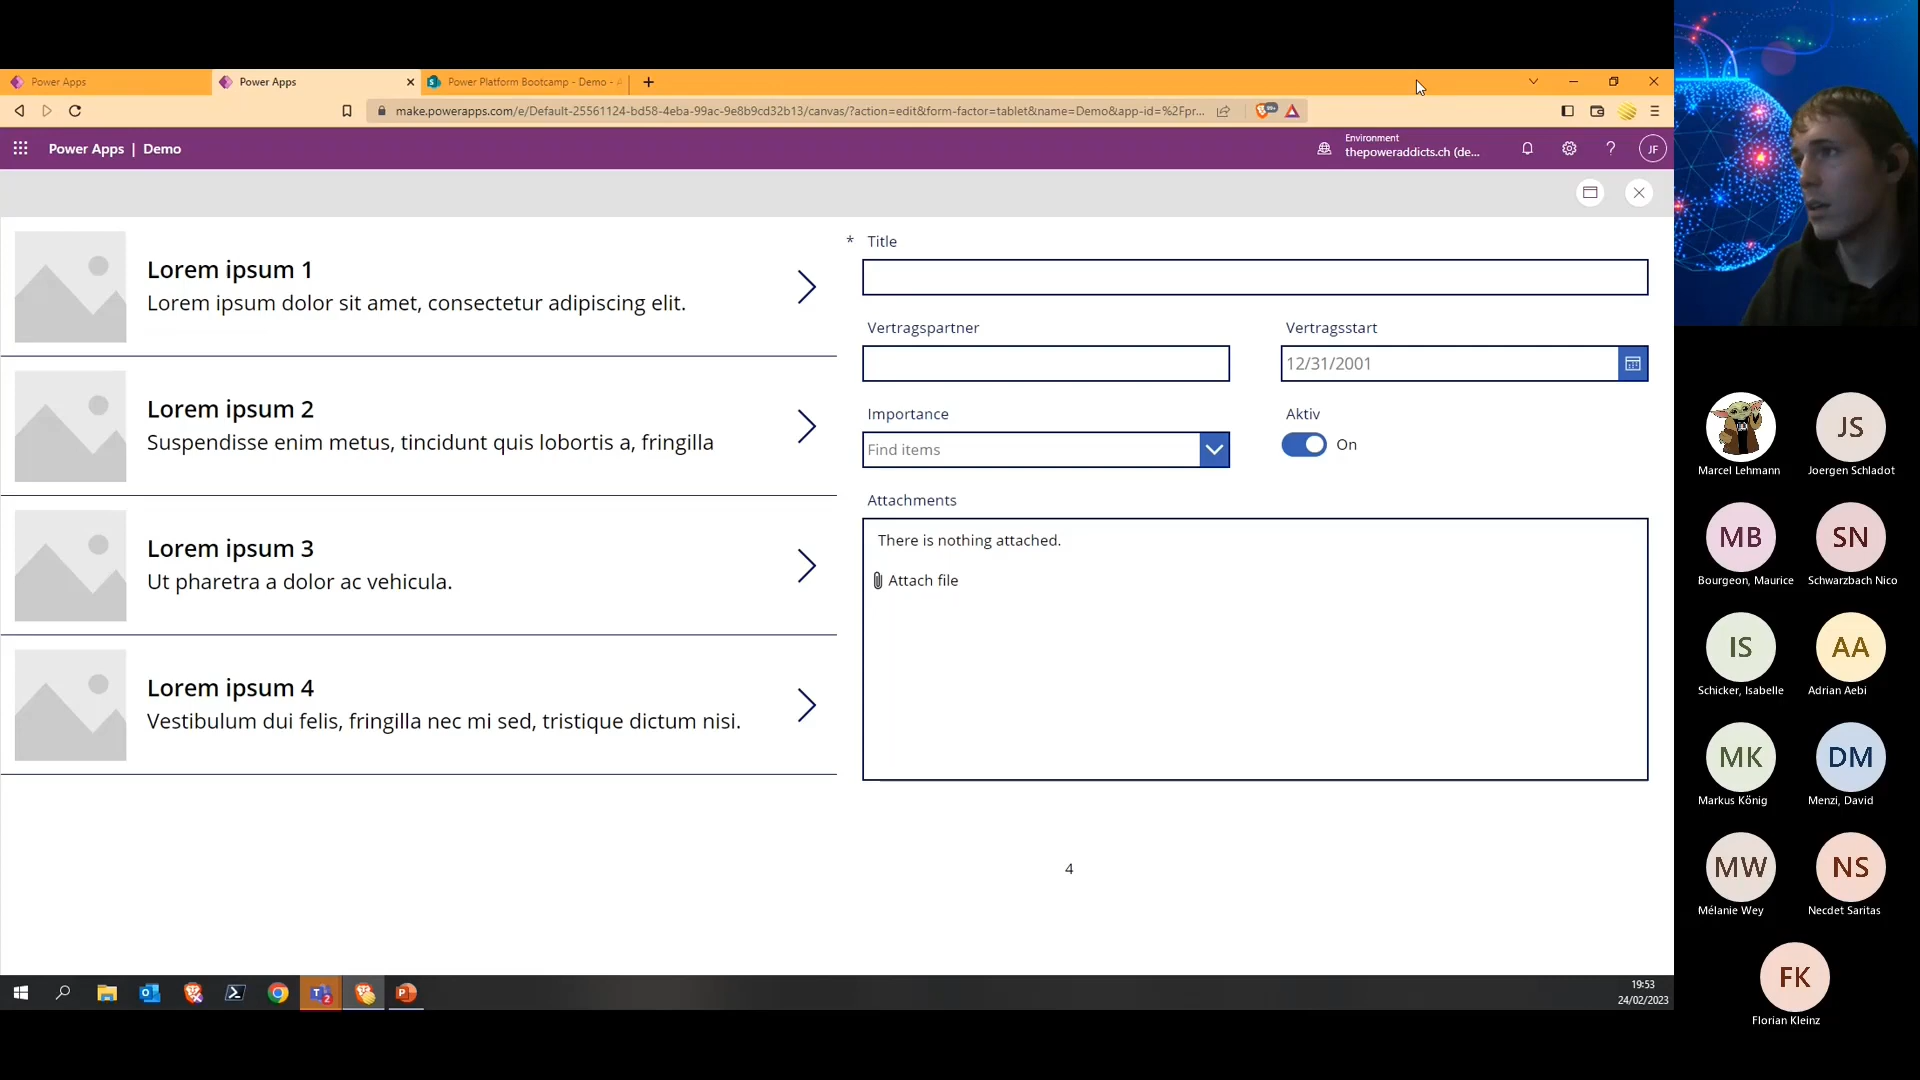 Power Apps
Power Apps
Power Platform Bootcamp - Demo -
make.powerapps.com/e/Default-25561124-bd58-4eba-99ac-9e8b9cd32b13/canvas/?action=edit&form-factor=tablet&name=Demo&app-id=%2Fpr...
99+
Power Apps | Demo
Environment
thepoweraddicts.ch (de...
?
JF
Lorem ipsum 1
Lorem ipsum dolor sit amet, consectetur adipiscing elit.
Lorem ipsum 2
Suspendisse enim metus, tincidunt quis lobortis a, fringilla
Lorem ipsum 3
Ut pharetra a dolor ac vehicula.
Lorem ipsum 4
Vestibulum dui felis, fringilla nec mi sed, tristique dictum nisi.
* Title
Vertragspartner
Vertragsstart
12/31/2001
Importance
Find items
Aktiv
On
Attachments
There is nothing attached.
Attach file
4
19:53
24/02/2023
Marcel Lehmann
JS
Joergen Schladot
MB
Bourgeon, Maurice
SN
Schwarzbach Nico
IS
Schicker, Isabelle
AA
Adrian Aebi
MK
Markus König
DM
Menzi, David
MW
Mélanie Wey
NS
Necdet Saritas
FK
Florian Kleinz